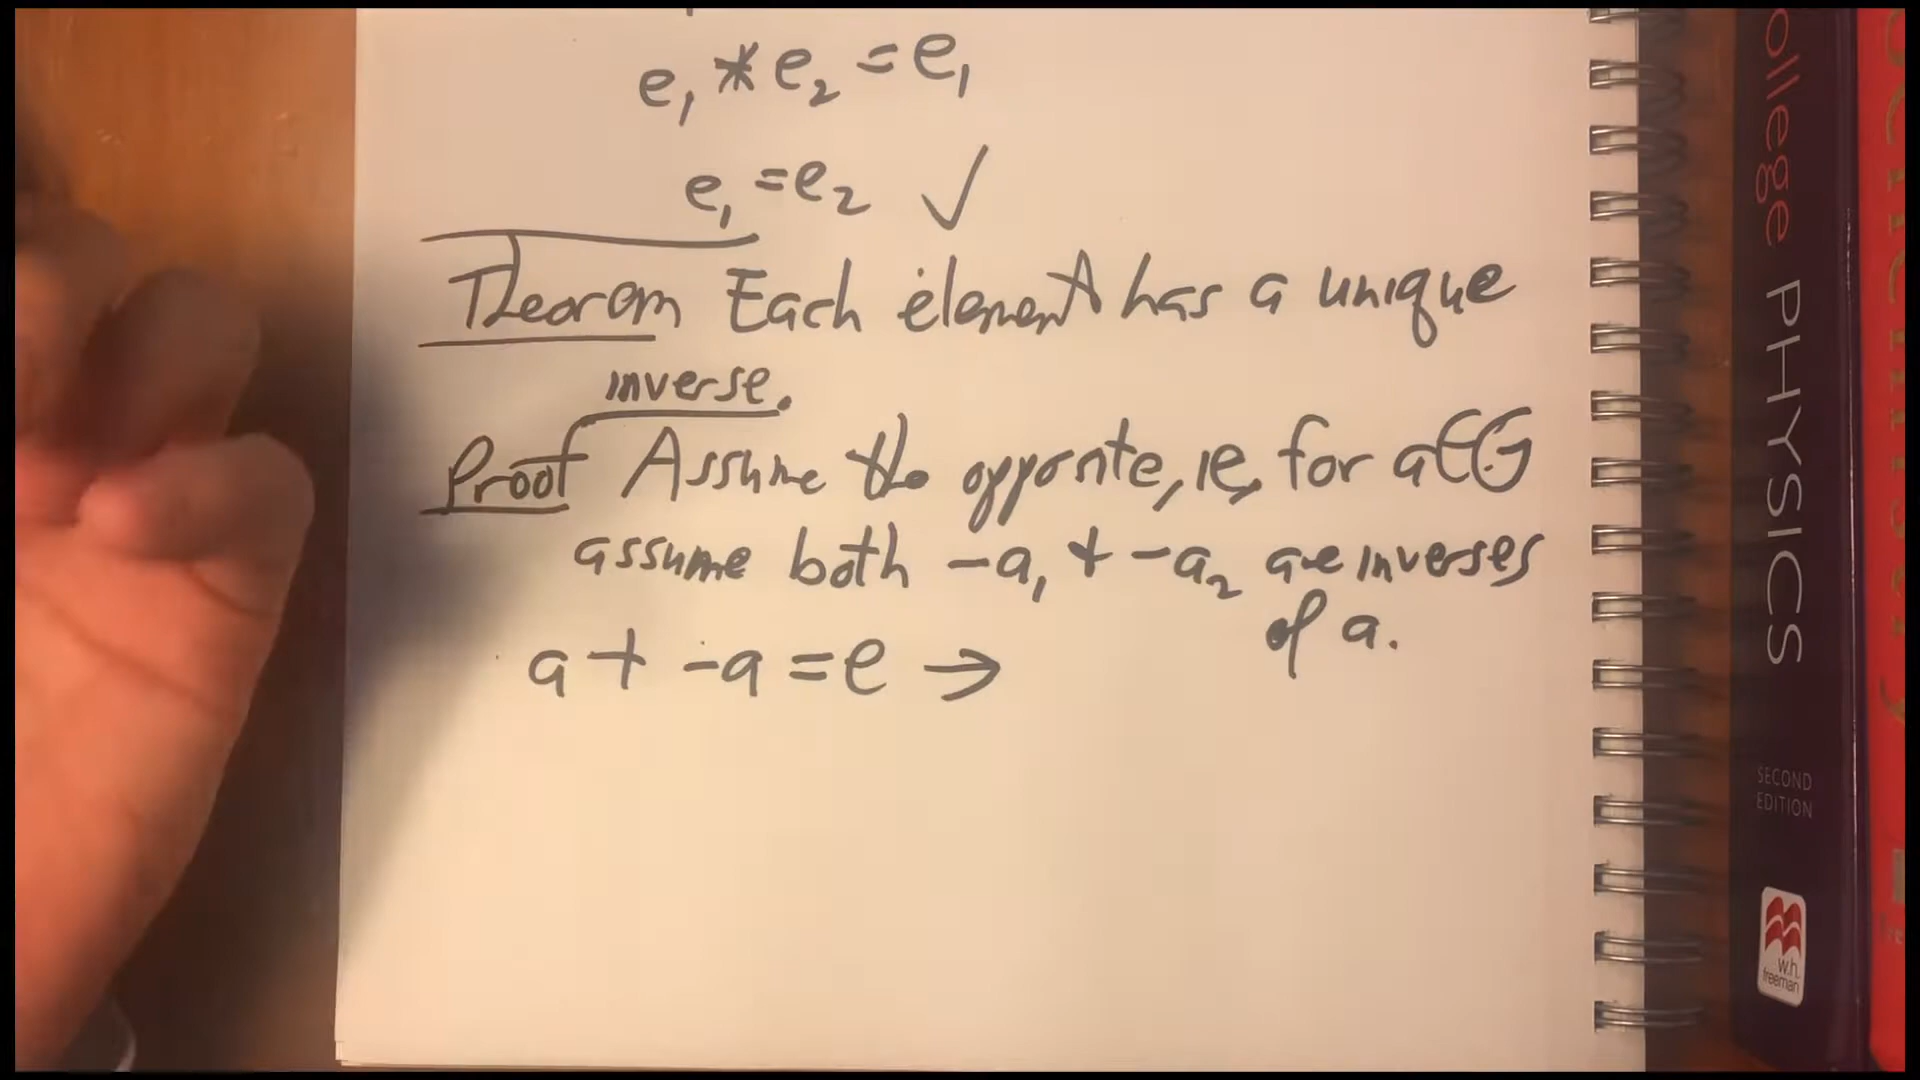 e₁ * e₂ = e₁
e₁ = e₂ ✓
Theorem Each element has a unique
inverse.
Proof Assume the opposite, ie, for a∈G
assume both -a₁ + -a₂ are inverses
of a.
a + -a = e →
College PHYSICS
SECOND
EDITION
w.h.
freeman